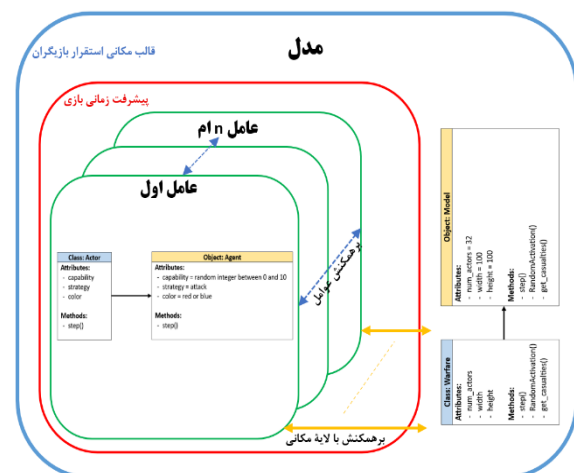 مدل
قالب مکانی استقرار بازیگران
پیشرفت زمانی بازی
عامل n ام
عامل اول
Class: Actor
Attributes:
- capability
- strategy
- color
Methods:
- step()
Object: Agent
Attributes:
- capability = random integer between 0 and 10
- strategy = attack
- color = red or blue
Methods:
- step()
برهمکنش عوامل
برهمکنش با لایهٔ مکانی
Object: Model
Attributes:
- num_actors = 32
- width = 100
- height = 100
Methods:
- step()
- RandomActivation()
- get_casualties()
Class: Warfare
Attributes:
- num_actors
- width
- height
Methods:
- step()
- RandomActivation()
- get_casualties()